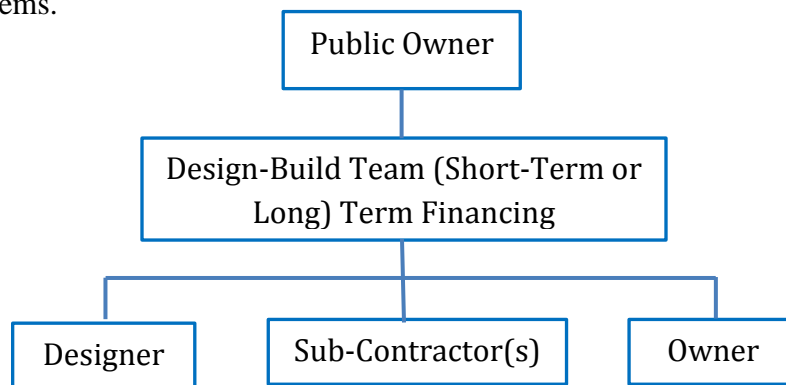 ems.
Public Owner
Design-Build Team (Short-Term or
Long) Term Financing
Designer
Sub-Contractor(s)
Owner